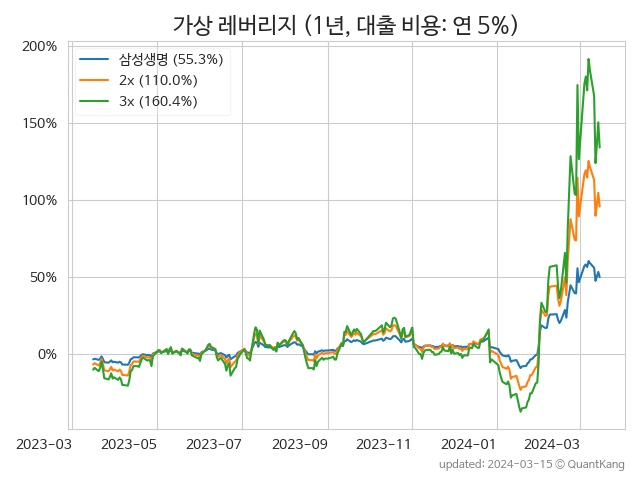 가상 레버리지 (1년, 대출 비용: 연 5%)
200%
150%
100%
50%
0%
삼성생명 (55.3%)
2x (110.0%)
3x (160.4%)
2023-03 2023-05 2023-07 2023-09 2023-11 2024-01 2024-03
updated: 2024-03-15 © QuantKang